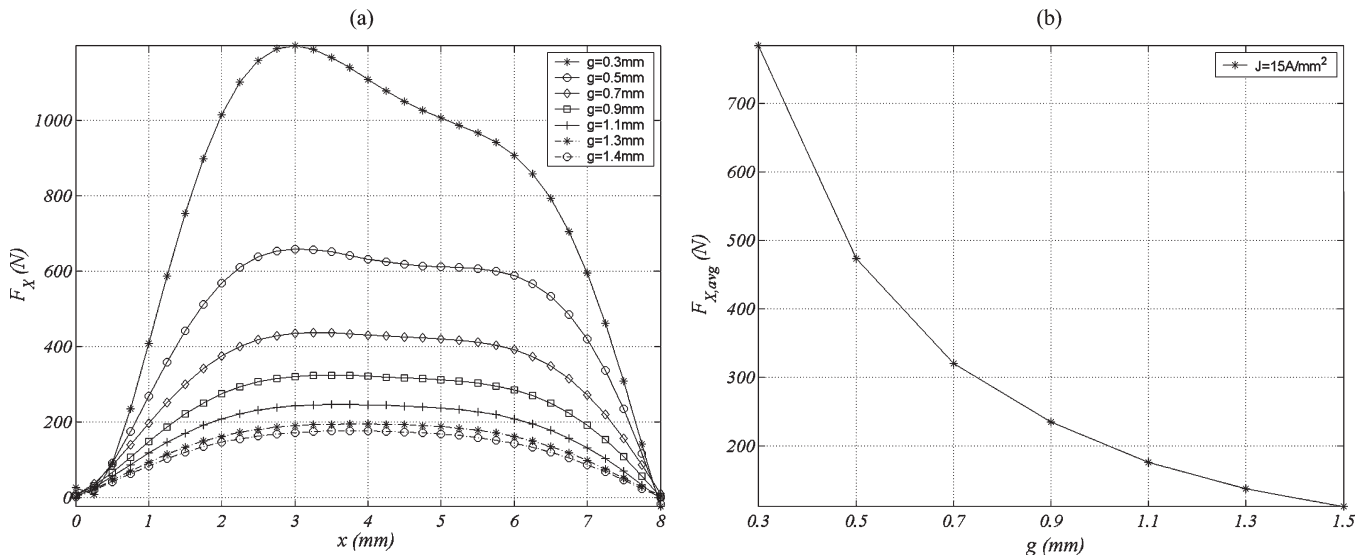 (a)
F_X (N)
1000
800
600
400
200
0
g=0.3mm
g=0.5mm
g=0.7mm
g=0.9mm
g=1.1mm
g=1.3mm
g=1.4mm
0 1 2 3 4 5 6 7 8
x (mm)
(b)
F_X,avg (N)
700
600
500
400
300
200
J=15A/mm²
0.3 0.5 0.7 0.9 1.1 1.3 1.5
g (mm)